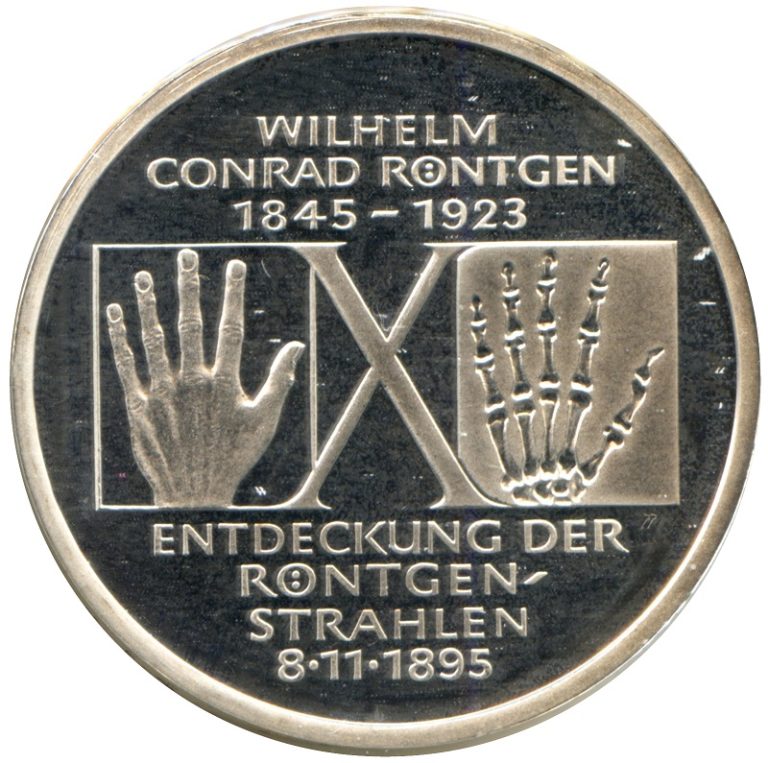 WILHELM
CONRAD RÖNTGEN
1845 – 1923
X
ENTDECKUNG DER
RÖNTGEN-
STRAHLEN
8·11·1895